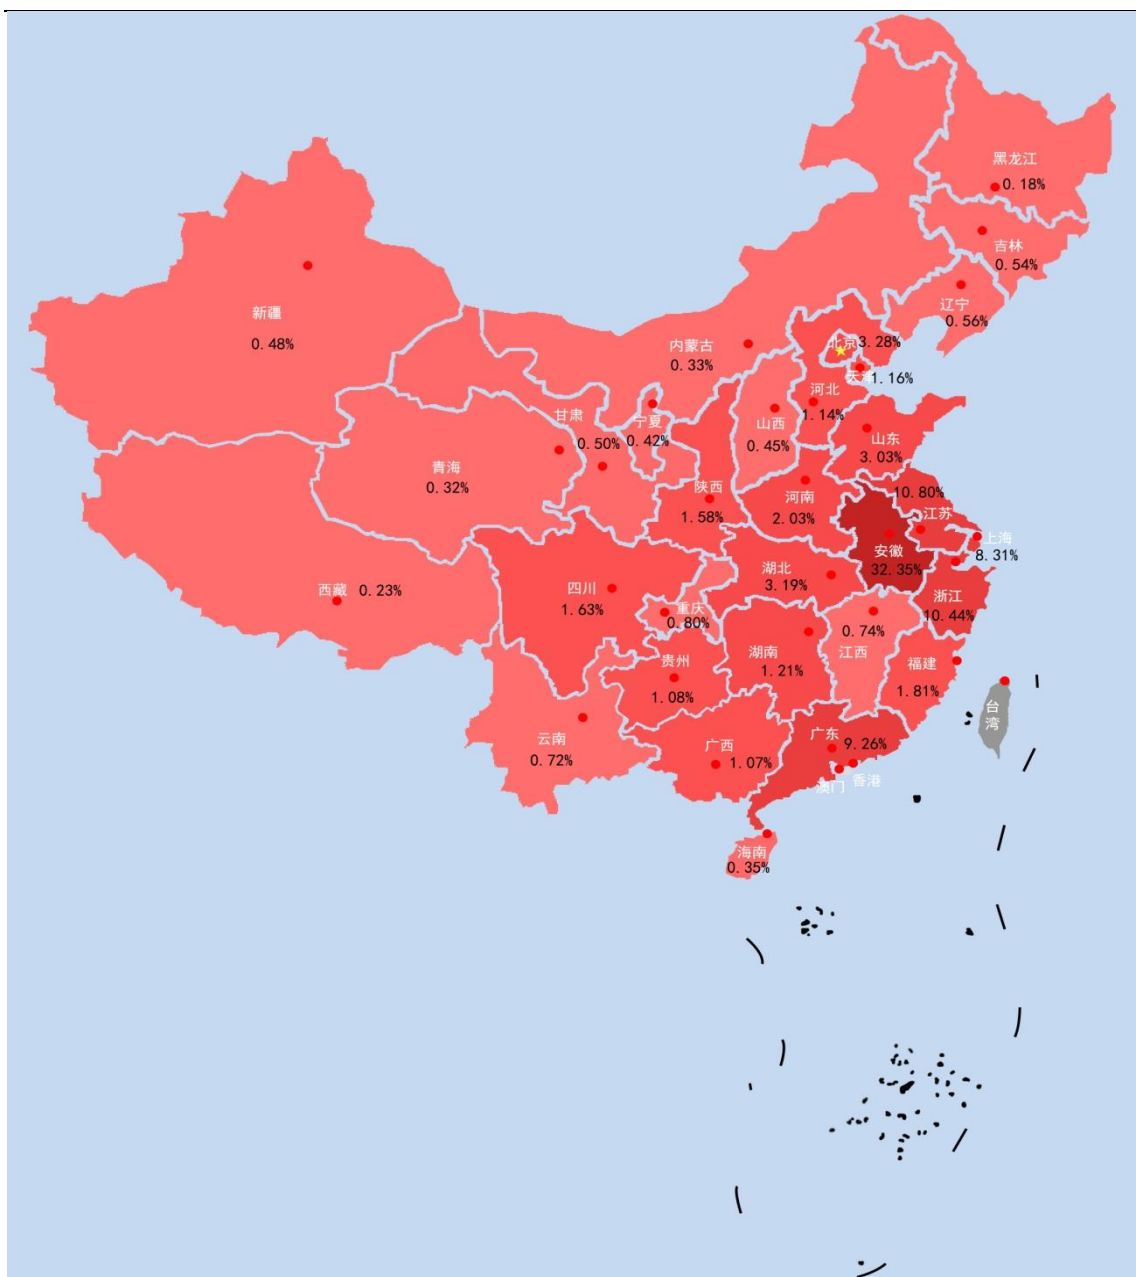 黑龙江
0.18%
吉林
0.54%
辽宁
0.56%
新疆
0.48%
内蒙古
0.33%
北京
3.28%
天津
1.16%
河北
1.14%
甘肃
0.50%
宁夏
0.42%
山西
0.45%
山东
3.03%
青海
0.32%
陕西
1.58%
河南
2.03%
10.80%
江苏
上海
8.31%
安徽
32.35%
湖北
3.19%
浙江
10.44%
西藏
0.23%
四川
1.63%
重庆
0.80%
0.74%
江西
湖南
1.21%
贵州
1.08%
福建
1.81%
台
湾
云南
0.72%
广西
1.07%
广东
9.26%
澳门
香港
海南
0.35%